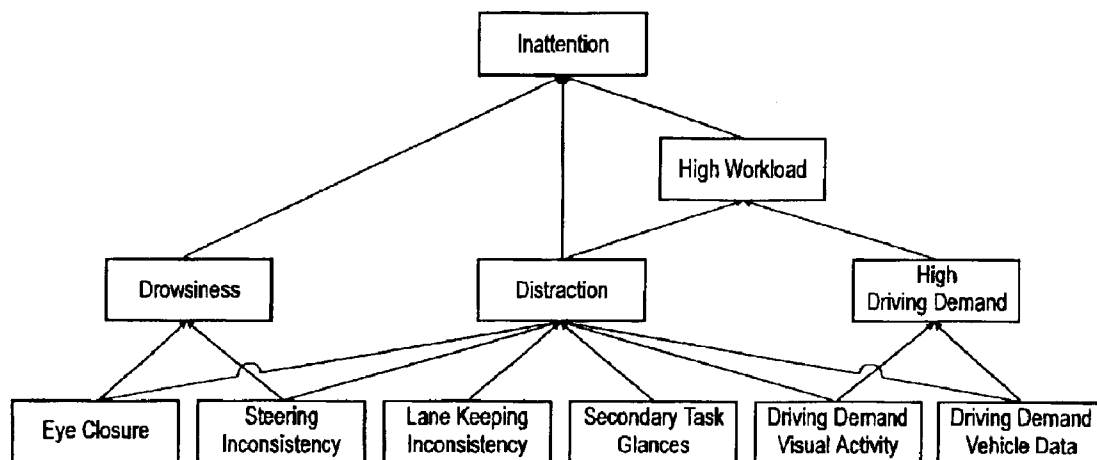 Inattention
High Workload
Drowsiness
Distraction
High
Driving Demand
Eye Closure
Steering
Inconsistency
Lane Keeping
Inconsistency
Secondary Task
Glances
Driving Demand
Visual Activity
Driving Demand
Vehicle Data